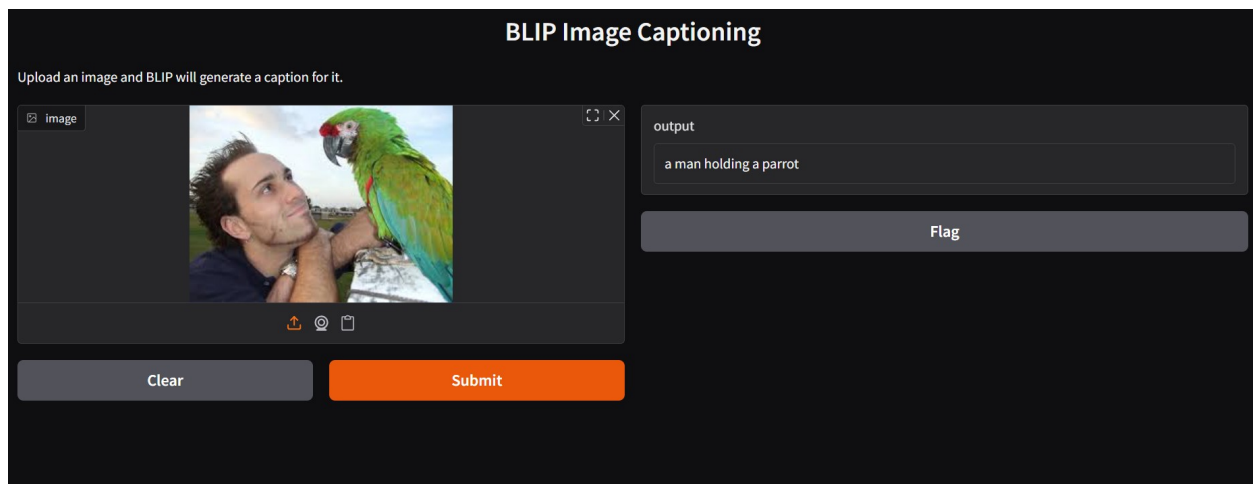 BLIP Image Captioning
Upload an image and BLIP will generate a caption for it.
image
output
a man holding a parrot
Flag
Clear
Submit